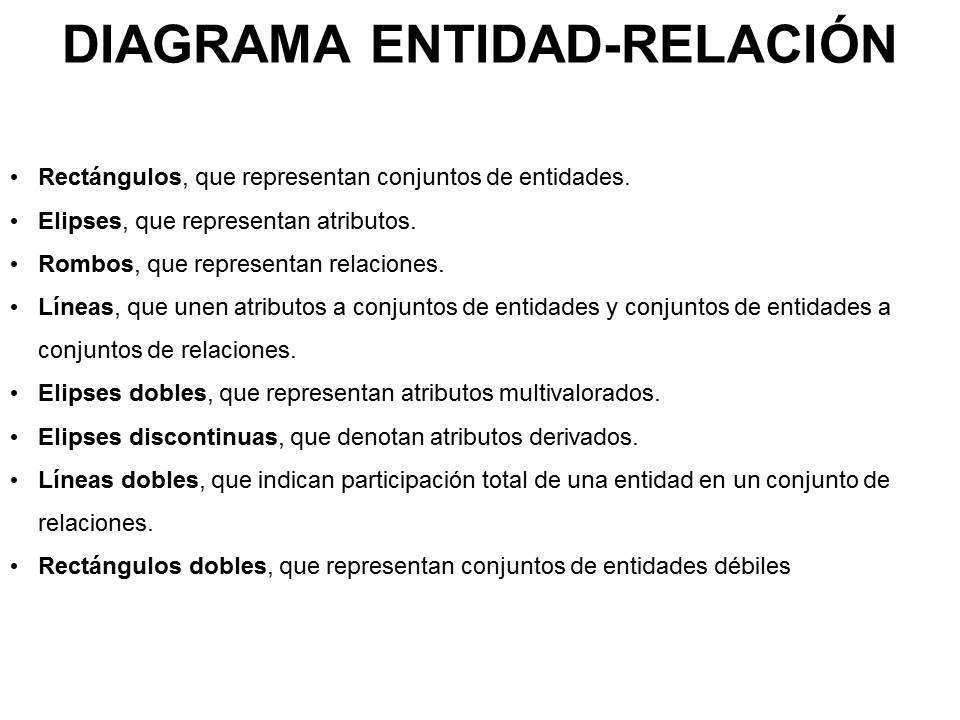 DIAGRAMA ENTIDAD-RELACIÓN
• Rectángulos, que representan conjuntos de entidades.
• Elipses, que representan atributos.
• Rombos, que representan relaciones.
• Líneas, que unen atributos a conjuntos de entidades y conjuntos de entidades a
conjuntos de relaciones.
• Elipses dobles, que representan atributos multivalorados.
• Elipses discontinuas, que denotan atributos derivados.
• Líneas dobles, que indican participación total de una entidad en un conjunto de
relaciones.
• Rectángulos dobles, que representan conjuntos de entidades débiles